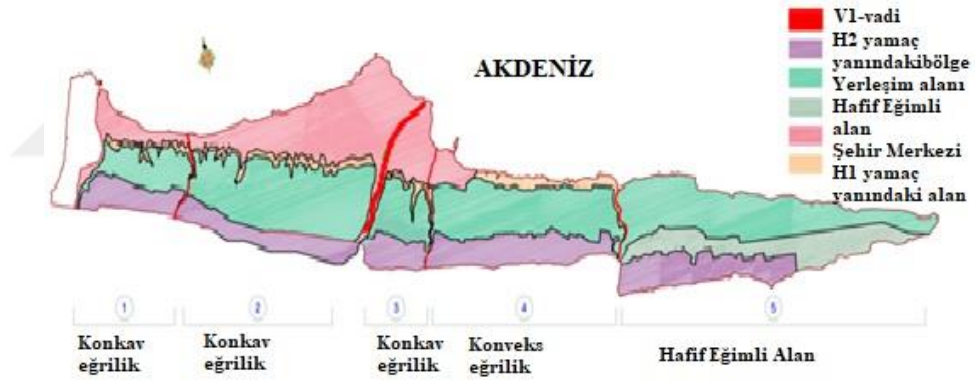 V1-vadi
H2 yamaç
yanındakibölge
Yerleşim alanı
Hafif Eğimli
alan
Şehir Merkezi
H1 yamaç
yanındaki alan
AKDENİZ
1
2
3
4
5
Konkav
eğrilik
Konkav
eğrilik
Konkav
eğrilik
Konveks
eğrilik
Hafif Eğimli Alan